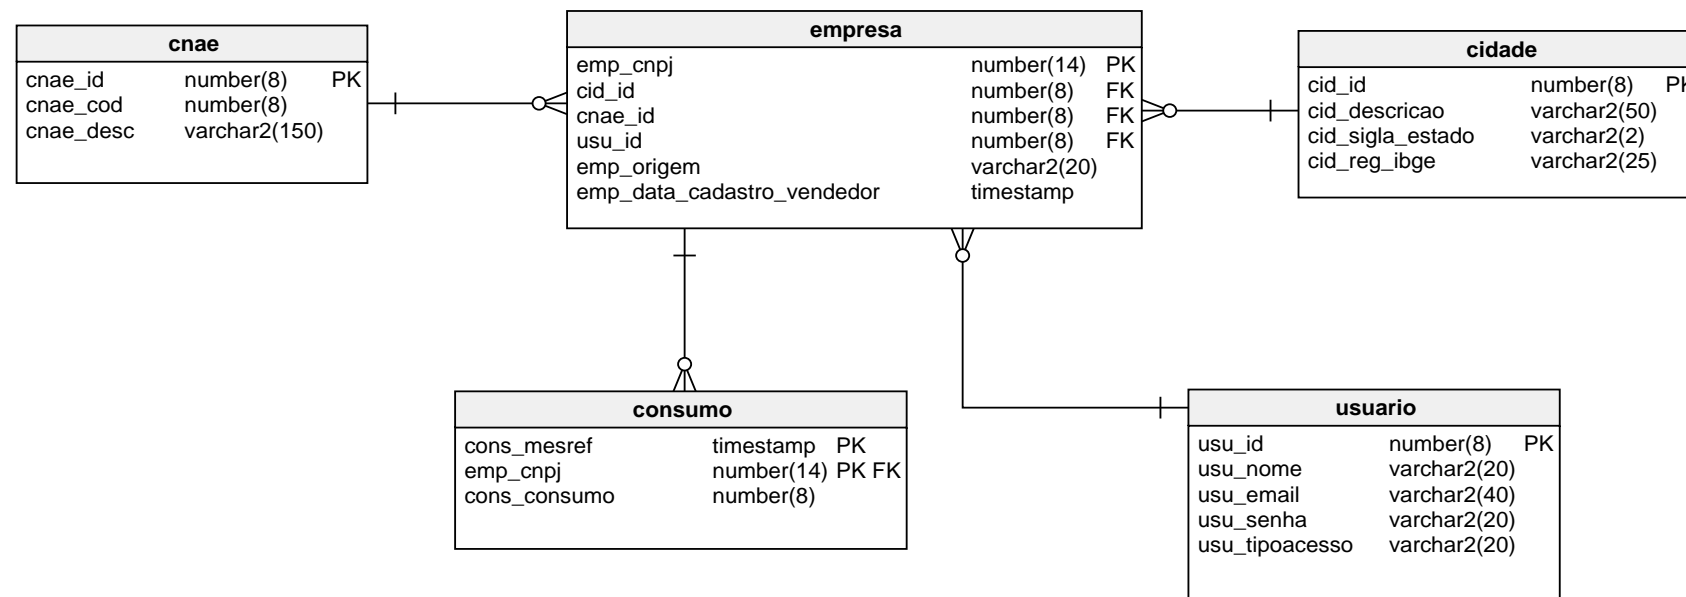 cnae
cnae_id number(8) PK
cnae_cod number(8)
cnae_desc varchar2(150)
empresa
emp_cnpj number(14) PK
cid_id number(8) FK
cnae_id number(8) FK
usu_id number(8) FK
emp_origem varchar2(20)
emp_data_cadastro_vendedor timestamp
cidade
cid_id number(8) PK
cid_descricao varchar2(50)
cid_sigla_estado varchar2(2)
cid_reg_ibge varchar2(25)
consumo
cons_mesref timestamp PK
emp_cnpj number(14) PK FK
cons_consumo number(8)
usuario
usu_id number(8) PK
usu_nome varchar2(20)
usu_email varchar2(40)
usu_senha varchar2(20)
usu_tipoacesso varchar2(20)